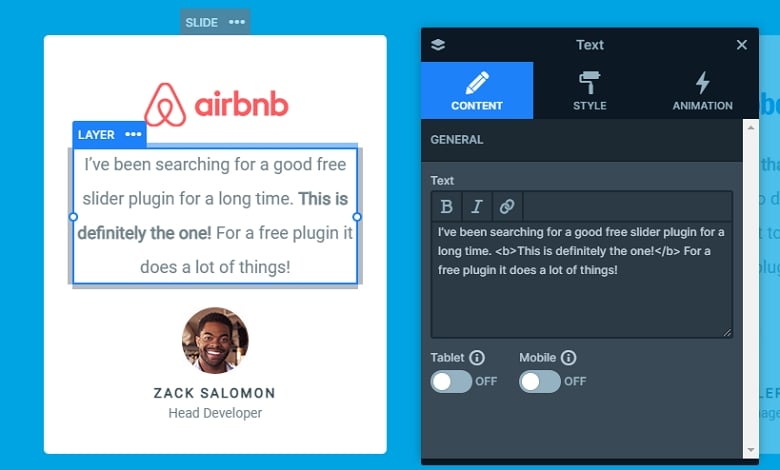 SLIDE •••
airbnb
LAYER •••
I've been searching for a good free
slider plugin for a long time. This is
definitely the one! For a free plugin it
does a lot of things!
ZACK SALOMON
Head Developer
Text
CONTENT
STYLE
ANIMATION
GENERAL
Text
B I
I've been searching for a good free slider plugin for a
long time. <b>This is definitely the one!</b> For a
free plugin it does a lot of things!
Tablet
Mobile
OFF
OFF